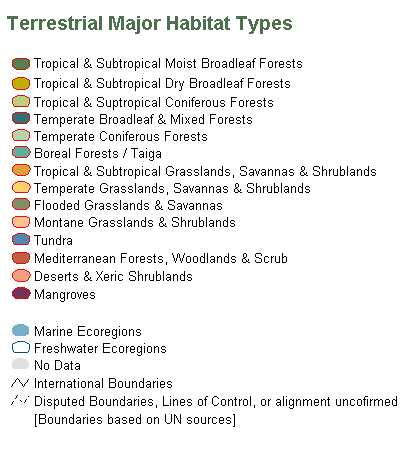 Terrestrial Major Habitat Types
Tropical & Subtropical Moist Broadleaf Forests
Tropical & Subtropical Dry Broadleaf Forests
Tropical & Suptropical Coniferous Forests
Temperate Broadleaf & Mixed Forests
Temperate Coniferous Forests
Boreal Forests / Taiga
Tropical & Subtropical Grasslands, Savannas & Shrublands
Temperate Grasslands, Savannas & Shrublands
Flooded Grasslands & Savannas
Montane Grasslands & Shrublands
Tundra
Mediterranean Forests, Woodlands & Scrub
Deserts & Xeric Shrublands
Mangroves
Marine Ecoregions
Freshwater Ecoregions
No Data
International Boundaries
Disputed Boundaries, Lines of Control, or alignment uncofirmed
[Boundaries based on UN sources]